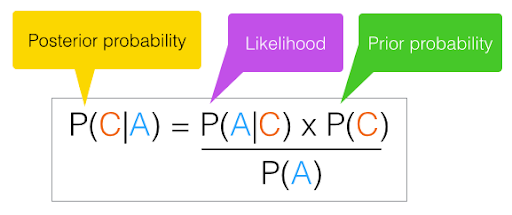 Posterior probability
Likelihood
Prior probability
P(C|A) = P(A|C) x P(C)
P(A)